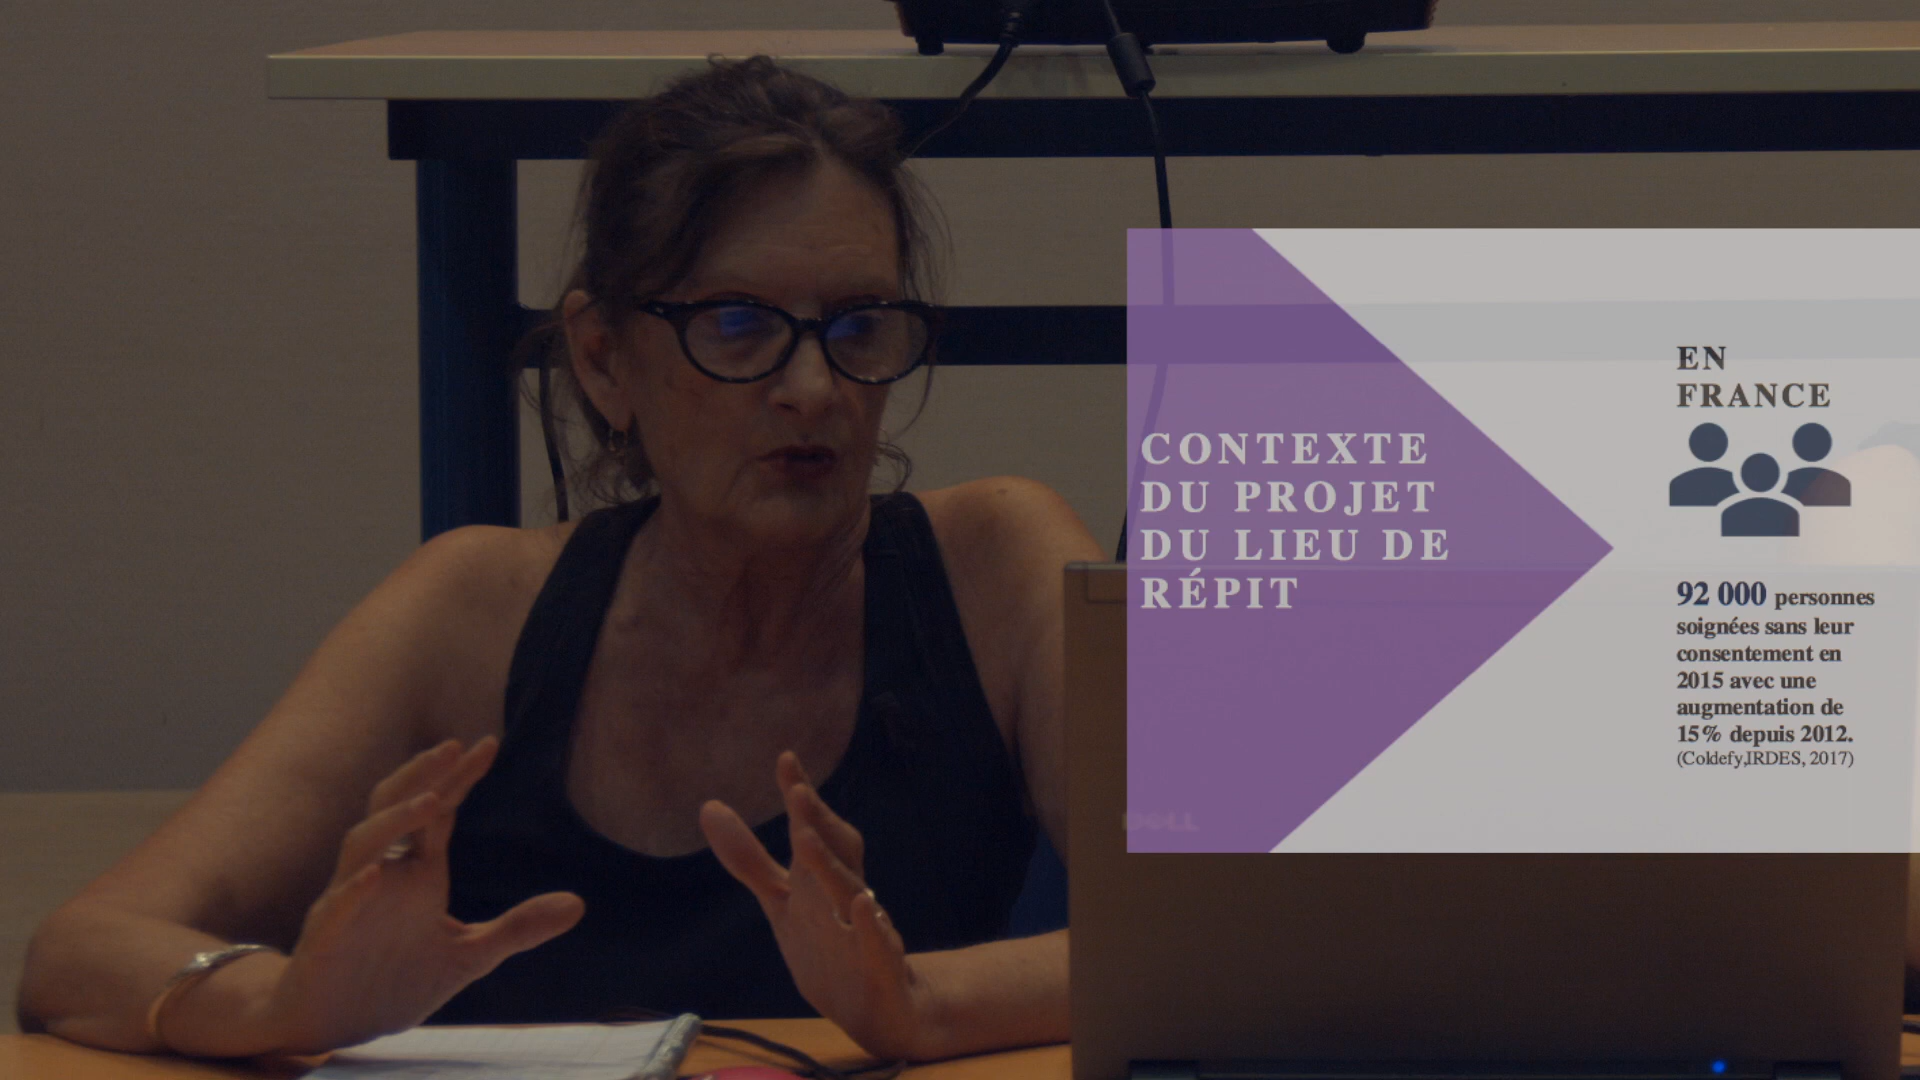 CONTEXTE
DU PROJET
DU LIEU DE
RÉPIT
EN
FRANCE
92 000 personnes
soignées sans leur
consentement en
2015 avec une
augmentation de
15% depuis 2012.
(Coldefy,IRDES, 2017)
DELL